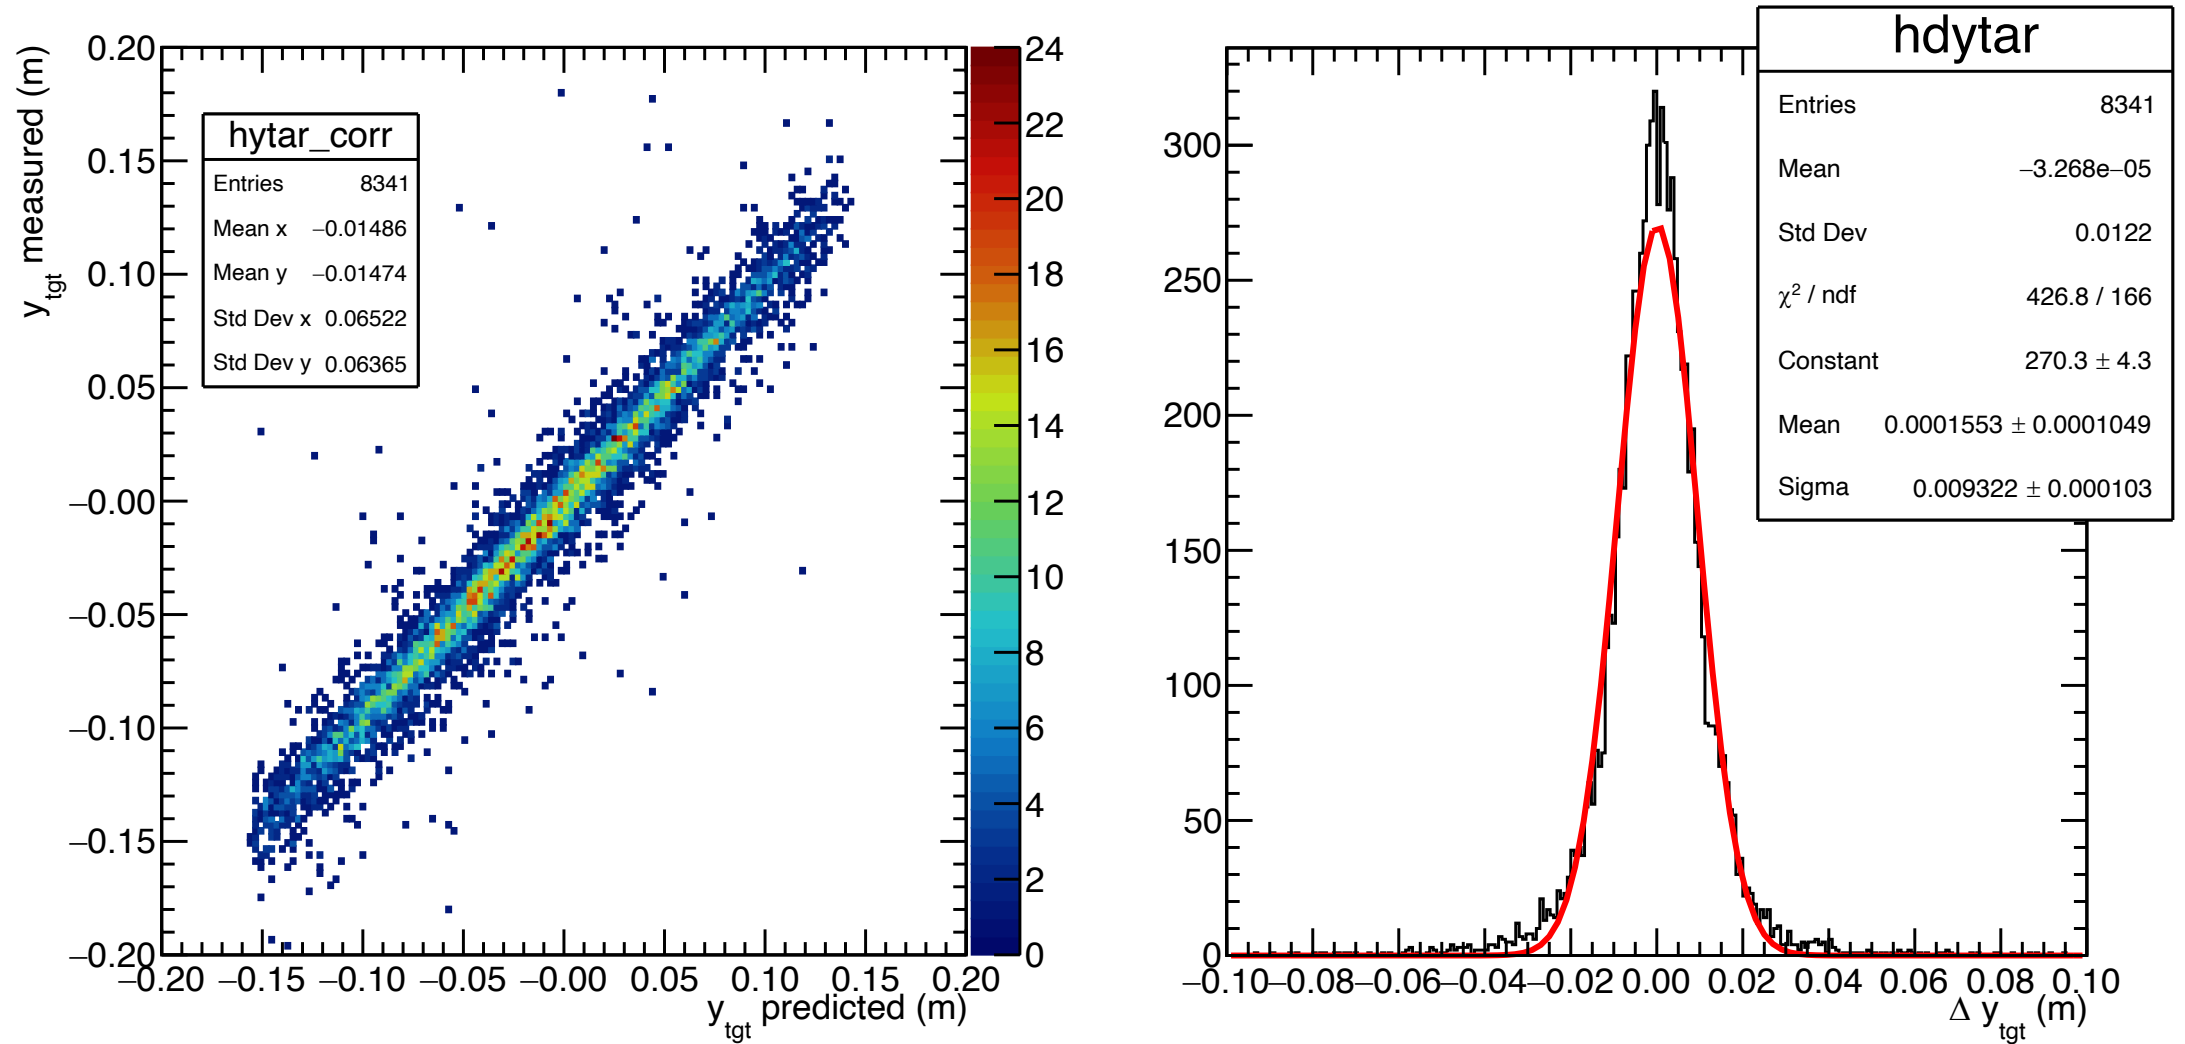 hytar_corr
Entries 8341
Mean x −0.01486
Mean y −0.01474
Std Dev x 0.06522
Std Dev y 0.06365
y_tgt measured (m)
0.20
0.15
0.10
0.05
−0.00
−0.05
−0.10
−0.15
−0.20
−0.20 −0.15 −0.10 −0.05 −0.00 0.05 0.10 0.15 0.20
y_tgt predicted (m)
24
22
20
18
16
14
12
10
8
6
4
2
0
hdytar
Entries 8341
Mean −3.268e−05
Std Dev 0.0122
χ² / ndf 426.8 / 166
Constant 270.3 ± 4.3
Mean 0.0001553 ± 0.0001049
Sigma 0.009322 ± 0.000103
300
250
200
150
100
50
0
−0.10 −0.08 −0.06 −0.04 −0.02 0.00 0.02 0.04 0.06 0.08 0.10
Δ y_tgt (m)